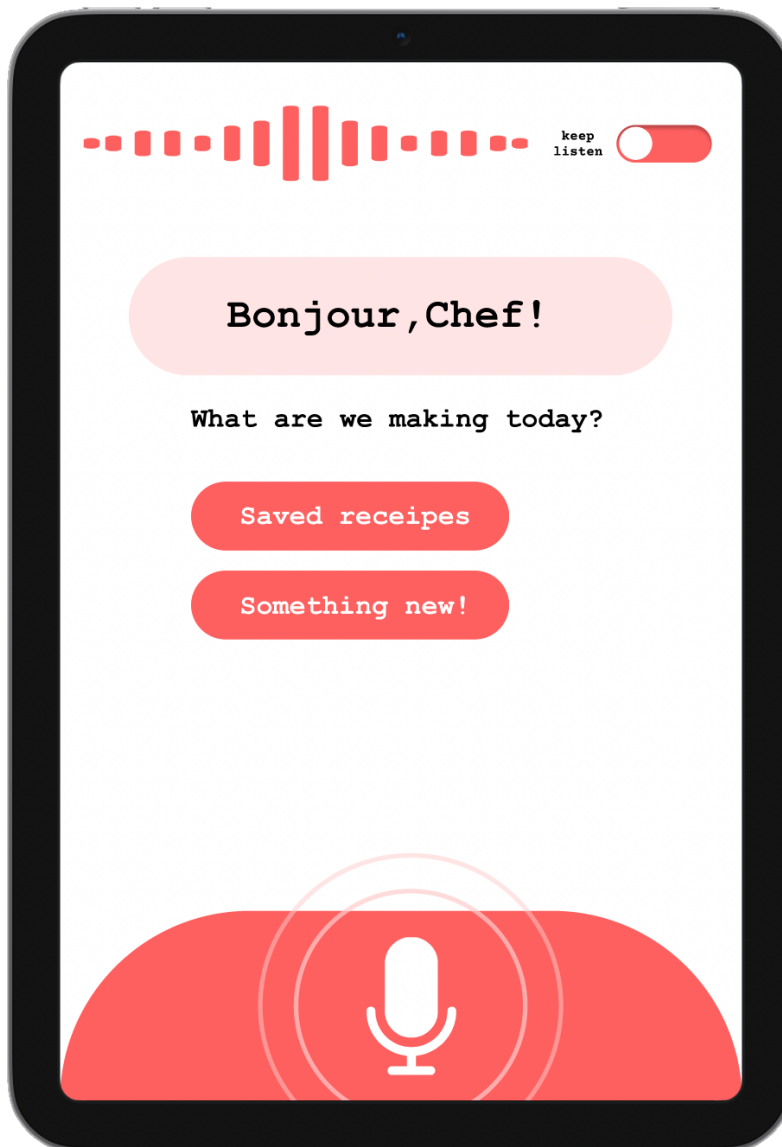 keep
listen
Bonjour,Chef!
What are we making today?
Saved receipes
Something new!